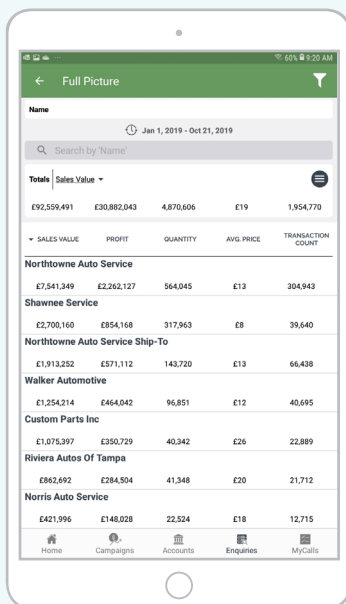 60% 9:20 AM
Full Picture
Name
Jan 1, 2019 - Oct 21, 2019
Search by 'Name'
Totals Sales Value
£92,559,491 £30,882,043 4,870,606 £19 1,954,770
SALES VALUE PROFIT QUANTITY AVG. PRICE TRANSACTION COUNT
Northtowne Auto Service
£7,541,349 £2,262,127 564,045 £13 304,943
Shawnee Service
£2,700,160 £854,168 317,963 £8 39,640
Northtowne Auto Service Ship-To
£1,913,252 £571,112 143,720 £13 66,438
Walker Automotive
£1,254,214 £464,042 96,851 £12 40,695
Custom Parts Inc
£1,075,397 £350,729 40,342 £26 22,889
Riviera Autos Of Tampa
£862,692 £284,504 41,348 £20 21,712
Norris Auto Service
£421,996 £148,028 22,524 £18 12,715
Home Campaigns Accounts Enquiries MyCalls